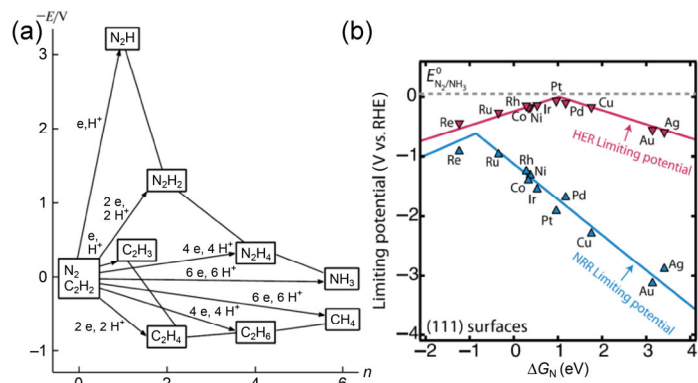 (a)
−E/V
N₂H
3
e,H⁺
2
2 e,
2 H⁺
N₂H₂
1
e,
H⁺
C₂H₃
4 e, 4 H⁺
N₂H₄
6 e, 6 H⁺
NH₃
0
N₂
C₂H₂
6 e, 6 H⁺
4 e, 4 H⁺
CH₄
2 e, 2 H⁺
C₂H₄
C₂H₆
−1
0 2 4 6 n
(b)
E⁰N₂/NH₃
Limiting potential (V vs. RHE)
0
−1
−2
−3
−4
Re
Ru
Rh
Co
Ni
Ir
Pt
Pd
Cu
Au
Ag
HER Limiting potential
Re
Ru
Rh
Ni
Co
Ir
Pt
Pd
Cu
Au
Ag
NRR Limiting potential
(111) surfaces
−2 −1 0 1 2 3 4
ΔG_N (eV)